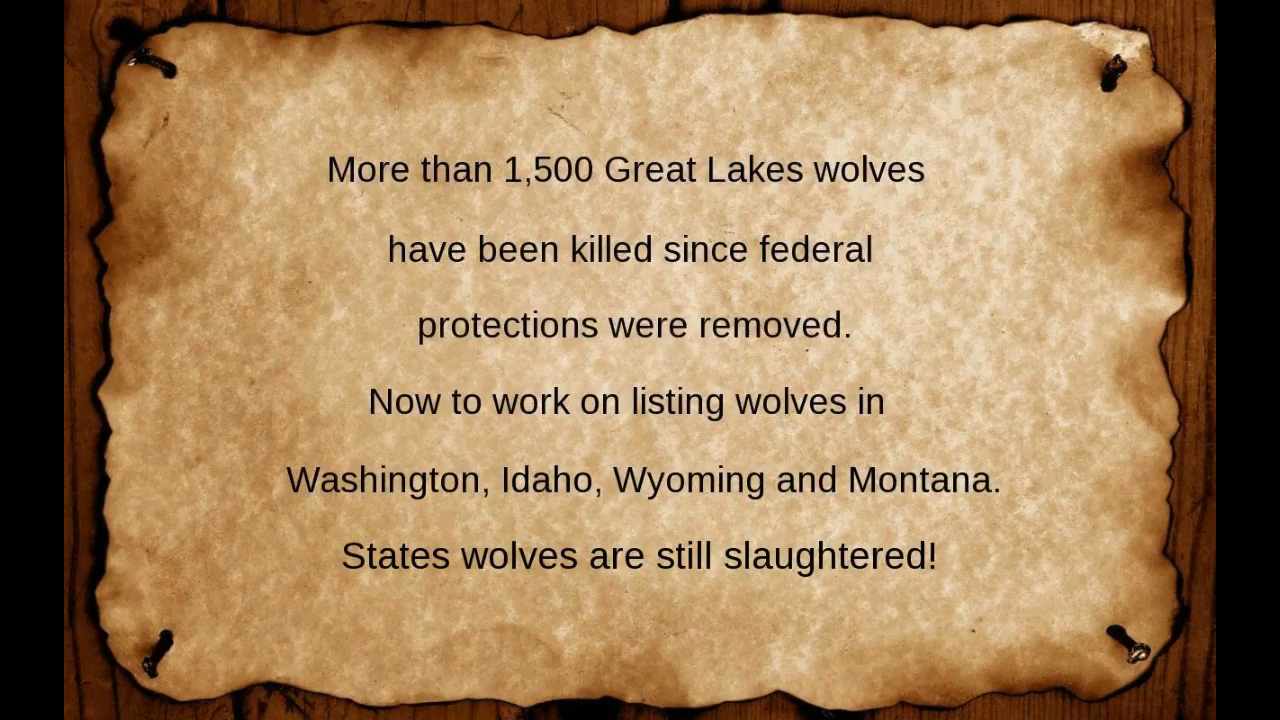 More than 1,500 Great Lakes wolves
have been killed since federal
protections were removed.
Now to work on listing wolves in
Washington, Idaho, Wyoming and Montana.
States wolves are still slaughtered!